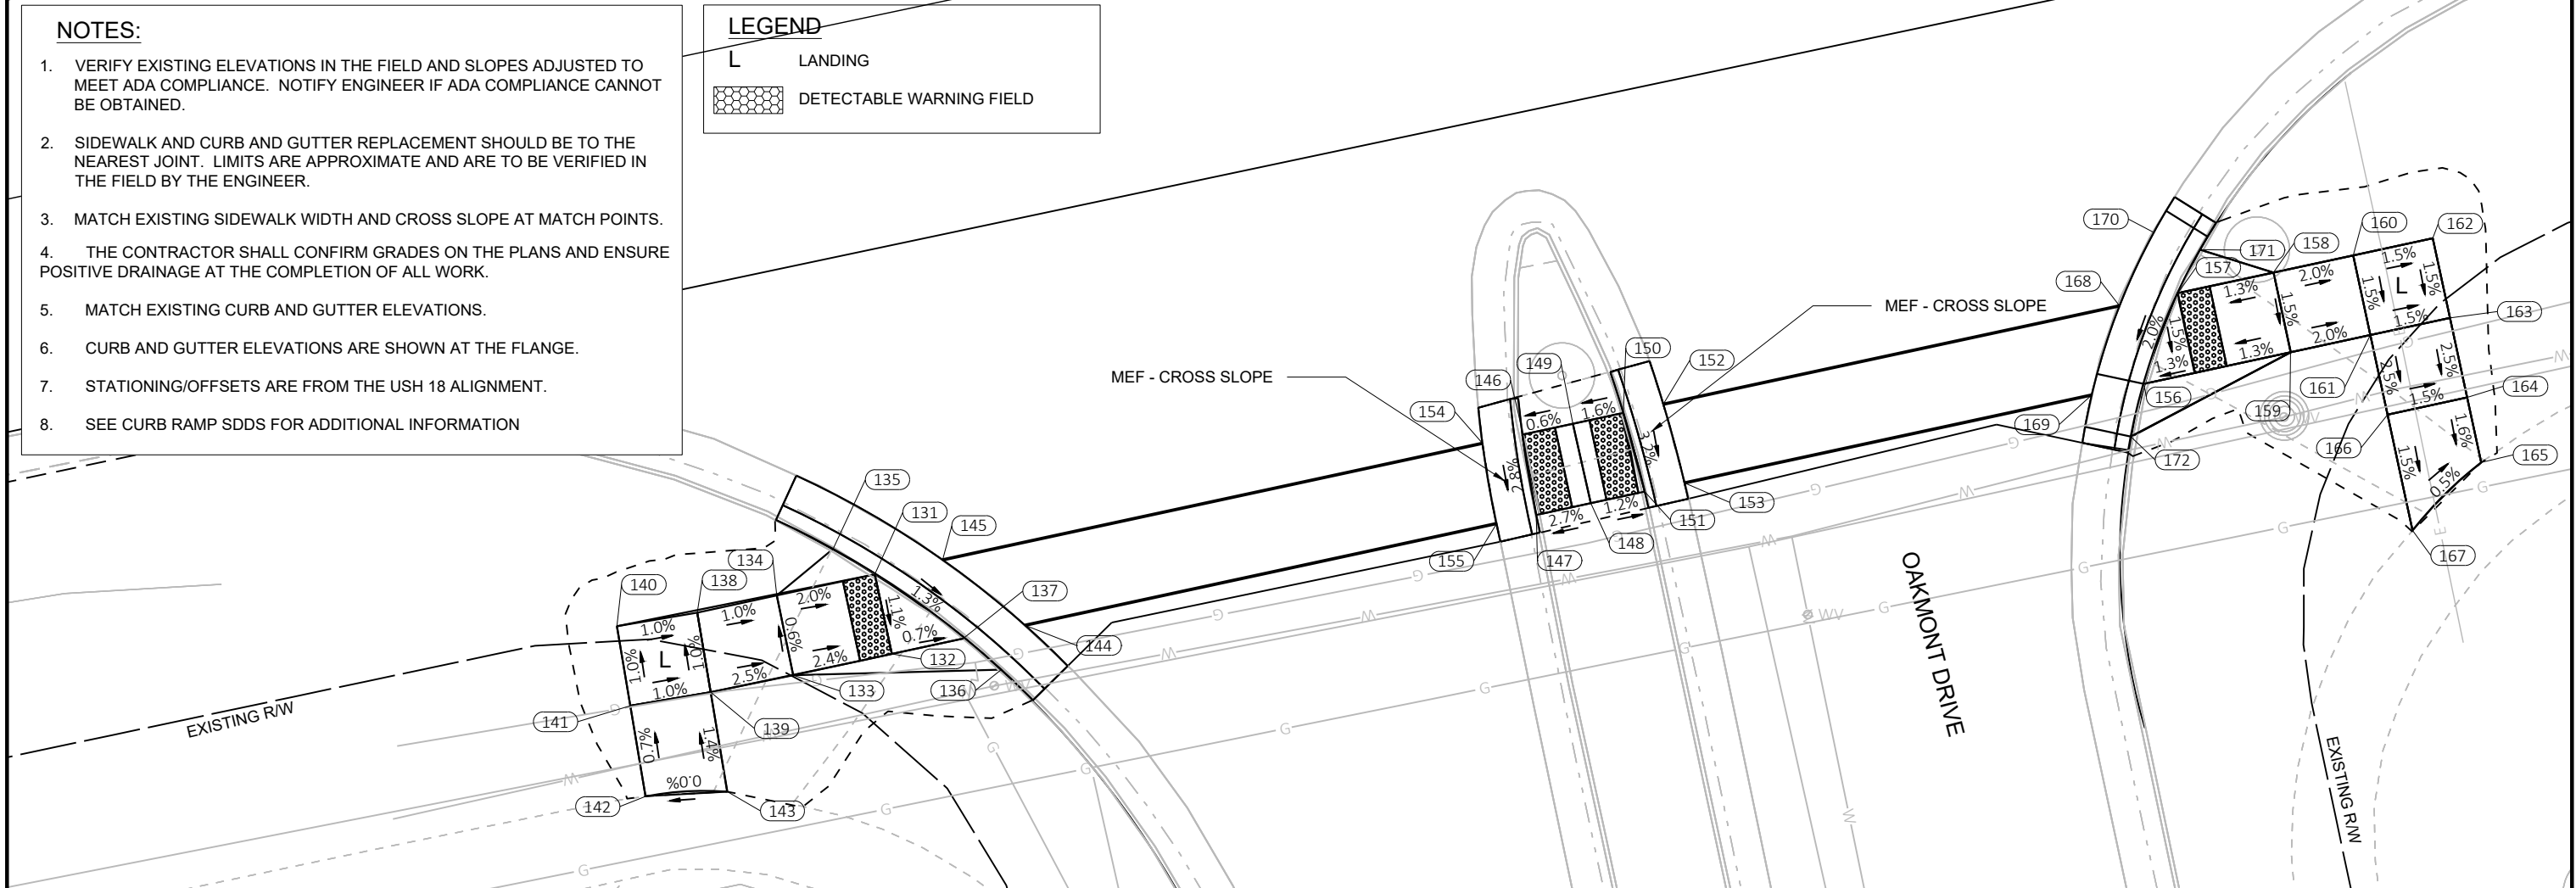 NOTES:
1. VERIFY EXISTING ELEVATIONS IN THE FIELD AND SLOPES ADJUSTED TO
MEET ADA COMPLIANCE. NOTIFY ENGINEER IF ADA COMPLIANCE CANNOT
BE OBTAINED.
2. SIDEWALK AND CURB AND GUTTER REPLACEMENT SHOULD BE TO THE
NEAREST JOINT. LIMITS ARE APPROXIMATE AND ARE TO BE VERIFIED IN
THE FIELD BY THE ENGINEER.
3. MATCH EXISTING SIDEWALK WIDTH AND CROSS SLOPE AT MATCH POINTS.
4. THE CONTRACTOR SHALL CONFIRM GRADES ON THE PLANS AND ENSURE
POSITIVE DRAINAGE AT THE COMPLETION OF ALL WORK.
5. MATCH EXISTING CURB AND GUTTER ELEVATIONS.
6. CURB AND GUTTER ELEVATIONS ARE SHOWN AT THE FLANGE.
7. STATIONING/OFFSETS ARE FROM THE USH 18 ALIGNMENT.
8. SEE CURB RAMP SDDS FOR ADDITIONAL INFORMATION
LEGEND
L LANDING
DETECTABLE WARNING FIELD
135
131
145
134
138
140
137
144
132
136
133
139
141
142
143
1.0%
1.0%
2.0%
1.1%
1.3%
0.7%
0.6%
2.4%
2.5%
1.0%
1.0%
1.0%
L
0.7%
1.4%
0.0%
EXISTING R/W
MEF - CROSS SLOPE
154
146
149
150
152
153
151
148
147
155
0.6%
1.6%
2.8%
3.2%
2.7%
1.2%
MEF - CROSS SLOPE
170
168
171
157
158
160
162
163
164
165
167
166
161
159
156
169
172
2.0%
1.5%
1.3%
1.3%
1.3%
1.5%
2.0%
2.0%
1.5%
1.5%
1.5%
1.5%
L
2.5%
2.5%
1.5%
1.6%
1.5%
0.5%
OAKMONT DRIVE
EXISTING R/W
G
G
G
G
G
G
G
G
G
G
G
G
W
W
W
W
W
W
W
W
WV
WV
E